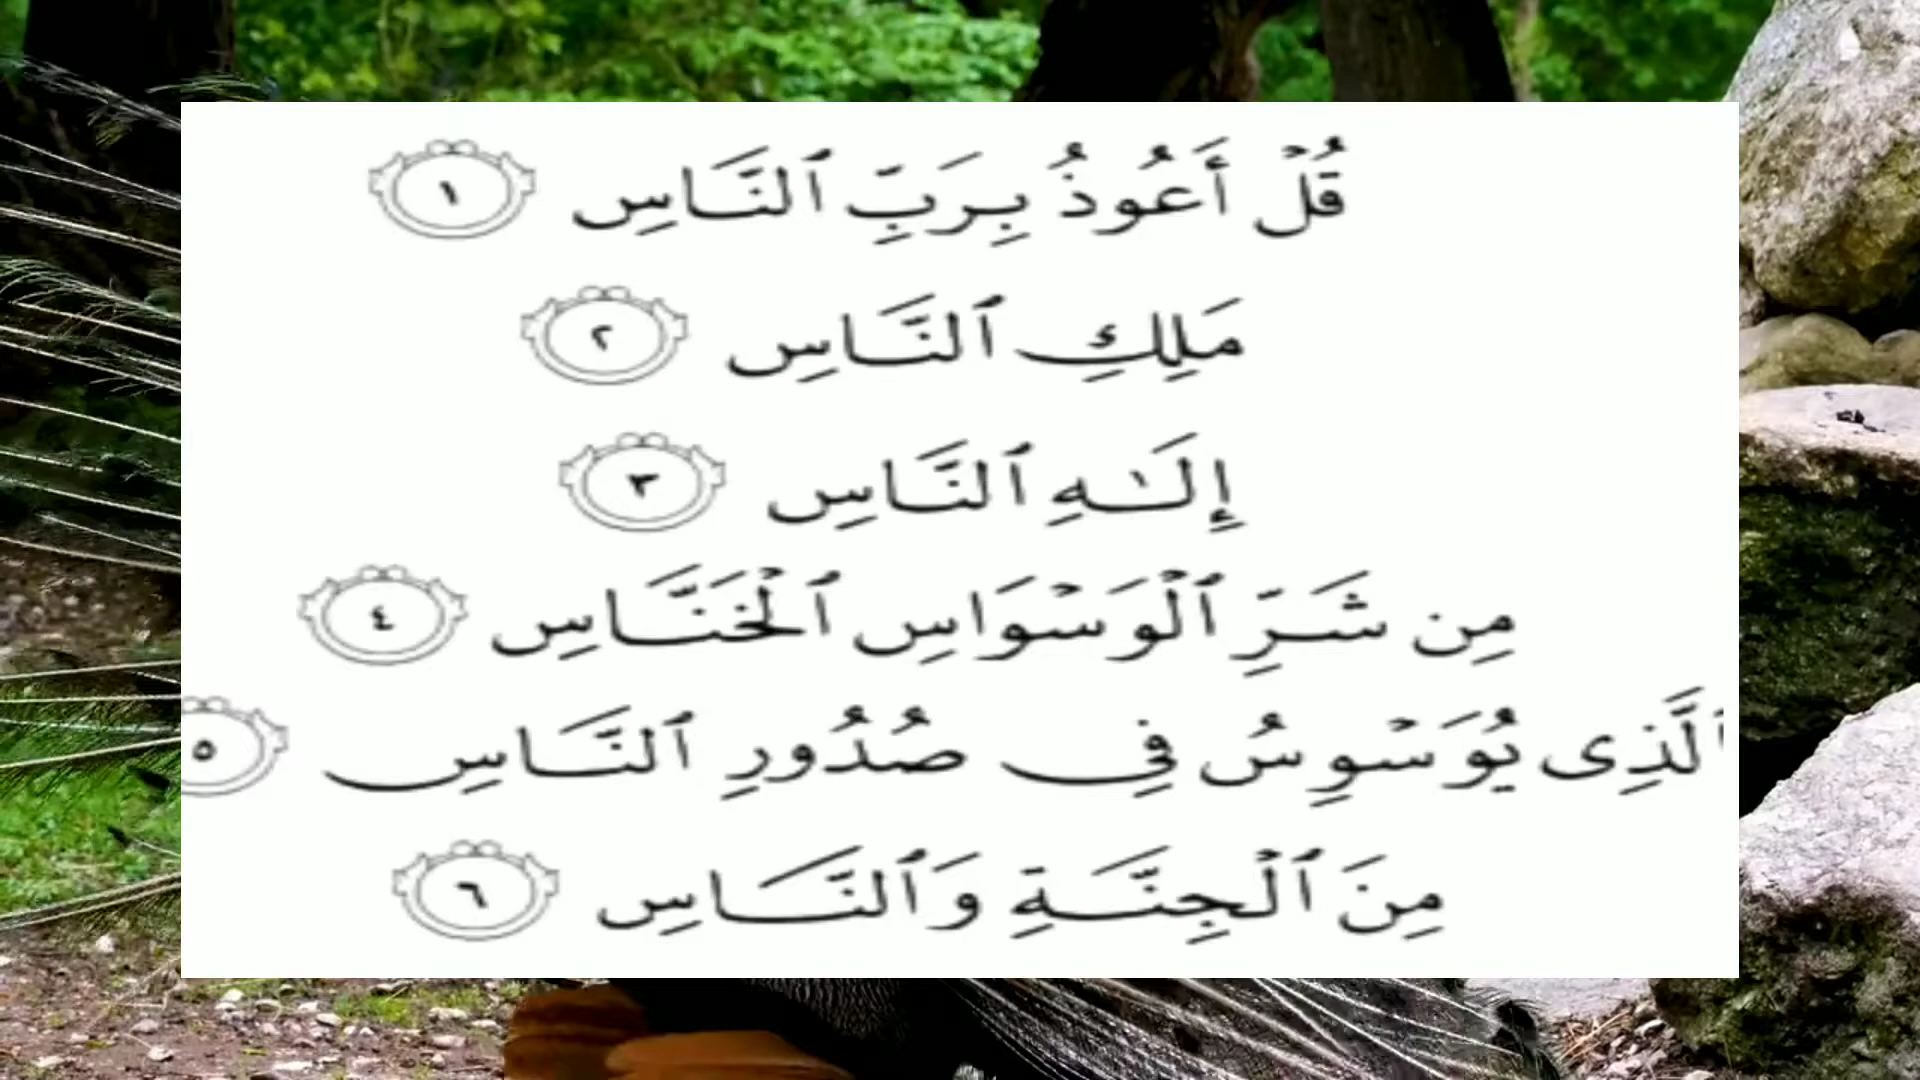 قُلْ أَعُوذُ بِرَبِّ ٱلنَّاسِ ١
مَلِكِ ٱلنَّاسِ ٢
إِلَـٰهِ ٱلنَّاسِ ٣
مِن شَرِّ ٱلْوَسْوَاسِ ٱلْخَنَّاسِ ٤
ٱلَّذِى يُوَسْوِسُ فِى صُدُورِ ٱلنَّاسِ ٥
مِنَ ٱلْجِنَّةِ وَٱلنَّاسِ ٦